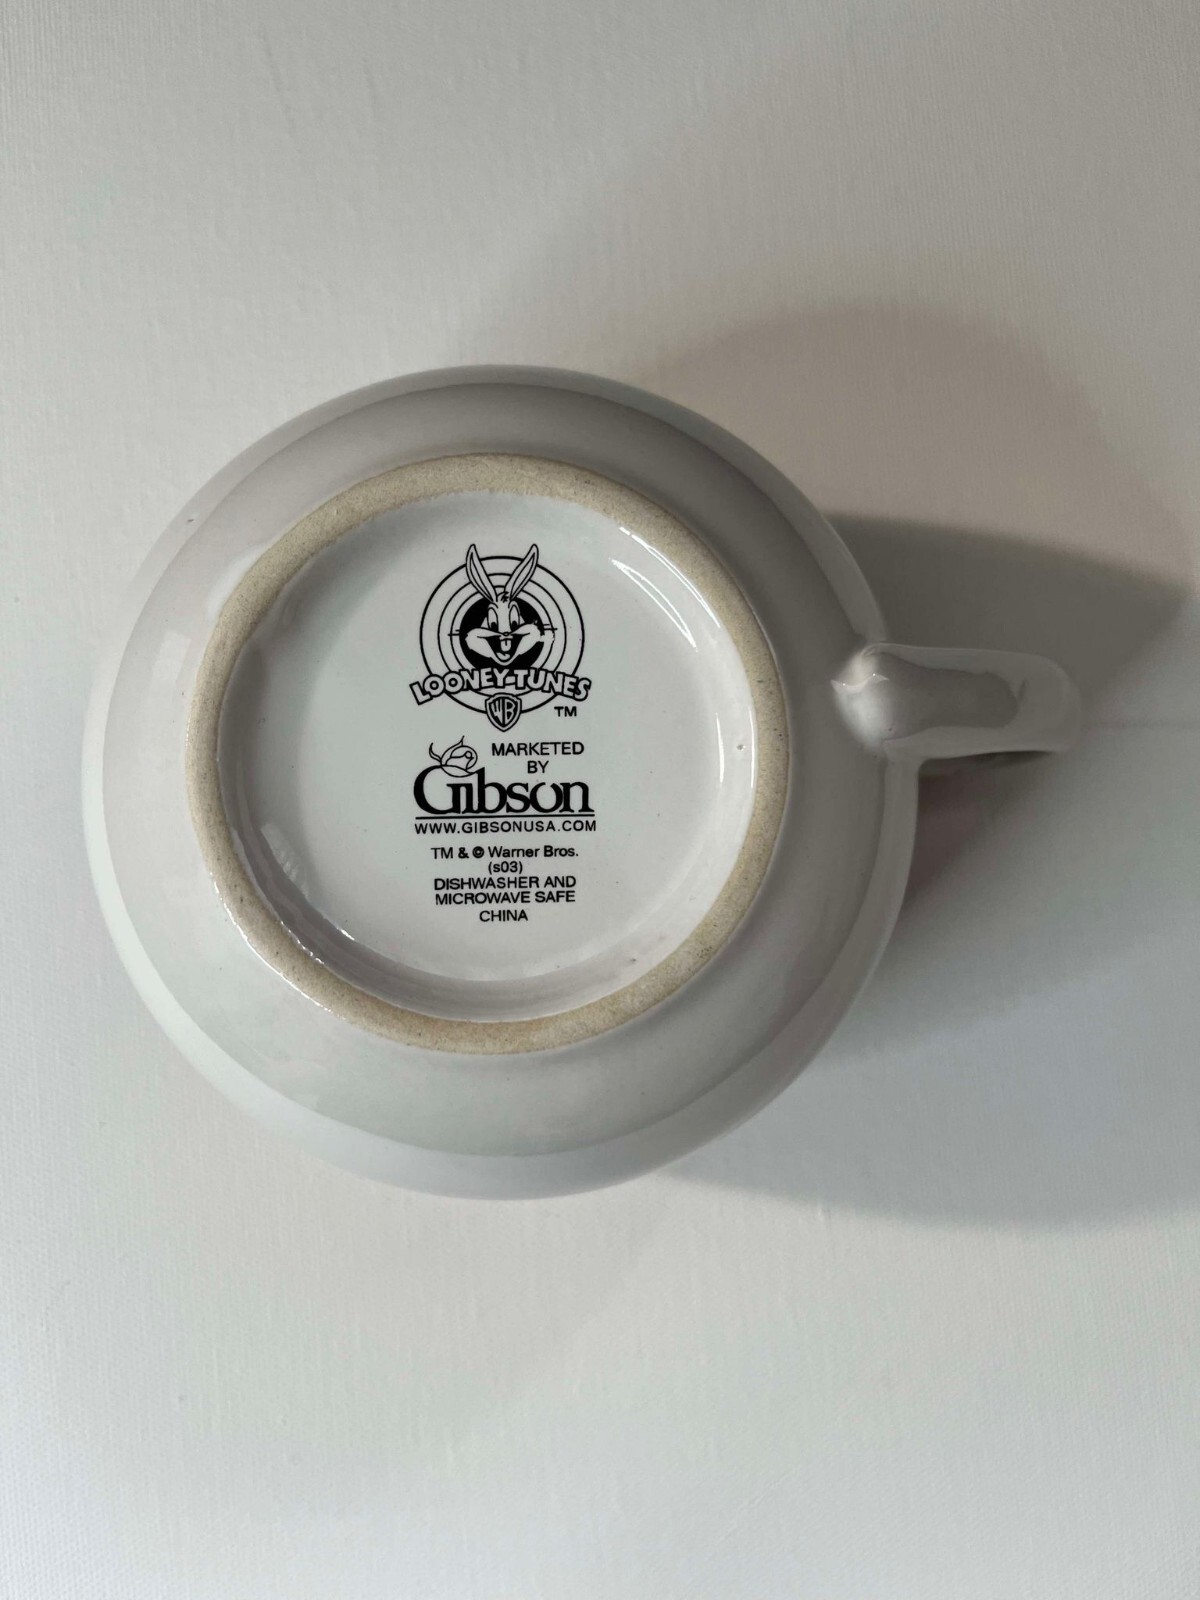 LOONEY TUNES
WB
TM
MARKETED
BY
Gibson
WWW.GIBSONUSA.COM
TM & © Warner Bros.
(s03)
DISHWASHER AND
MICROWAVE SAFE
CHINA